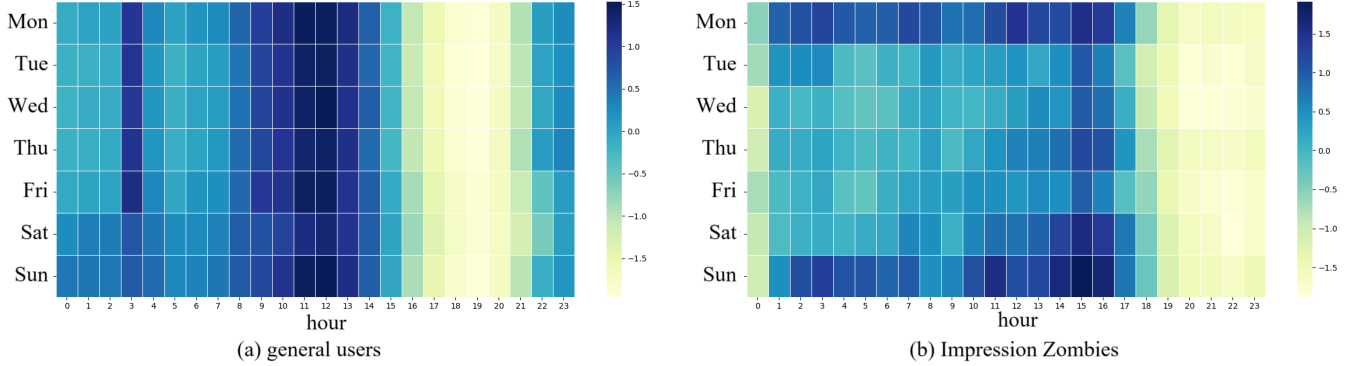 Mon
Tue
Wed
Thu
Fri
Sat
Sun
0 1 2 3 4 5 6 7 8 9 10 11 12 13 14 15 16 17 18 19 20 21 22 23
hour
1.5
1.0
0.5
0.0
−0.5
−1.0
−1.5
(a) general users
Mon
Tue
Wed
Thu
Fri
Sat
Sun
0 1 2 3 4 5 6 7 8 9 10 11 12 13 14 15 16 17 18 19 20 21 22 23
hour
1.5
1.0
0.5
0.0
−0.5
−1.0
−1.5
(b) Impression Zombies